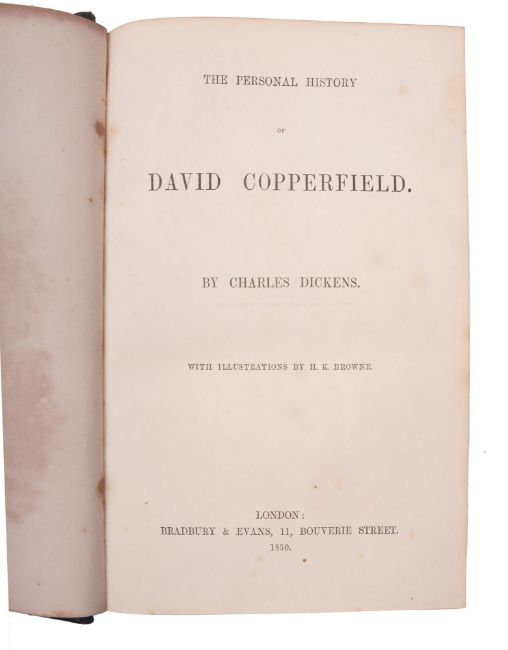 THE PERSONAL HISTORY
OF
DAVID COPPERFIELD.
BY CHARLES DICKENS.
WITH ILLUSTRATIONS BY H. K. BROWNE.
LONDON:
BRADBURY & EVANS, 11, BOUVERIE STREET.
1850.